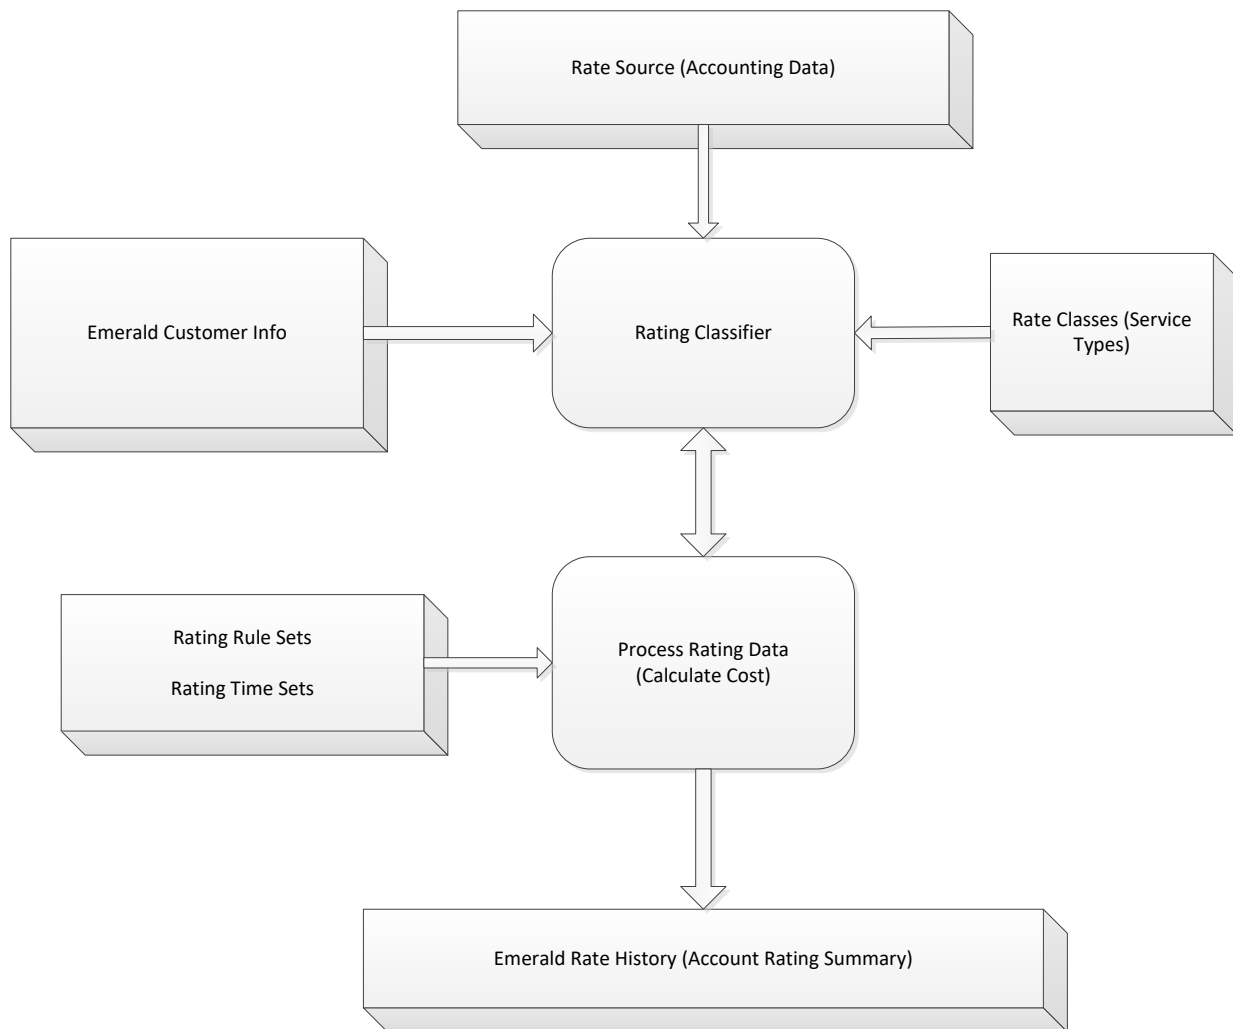 Rate Source (Accounting Data)
Emerald Customer Info
Rating Classifier
Rate Classes (Service
Types)
Rating Rule Sets
Rating Time Sets
Process Rating Data
(Calculate Cost)
Emerald Rate History (Account Rating Summary)